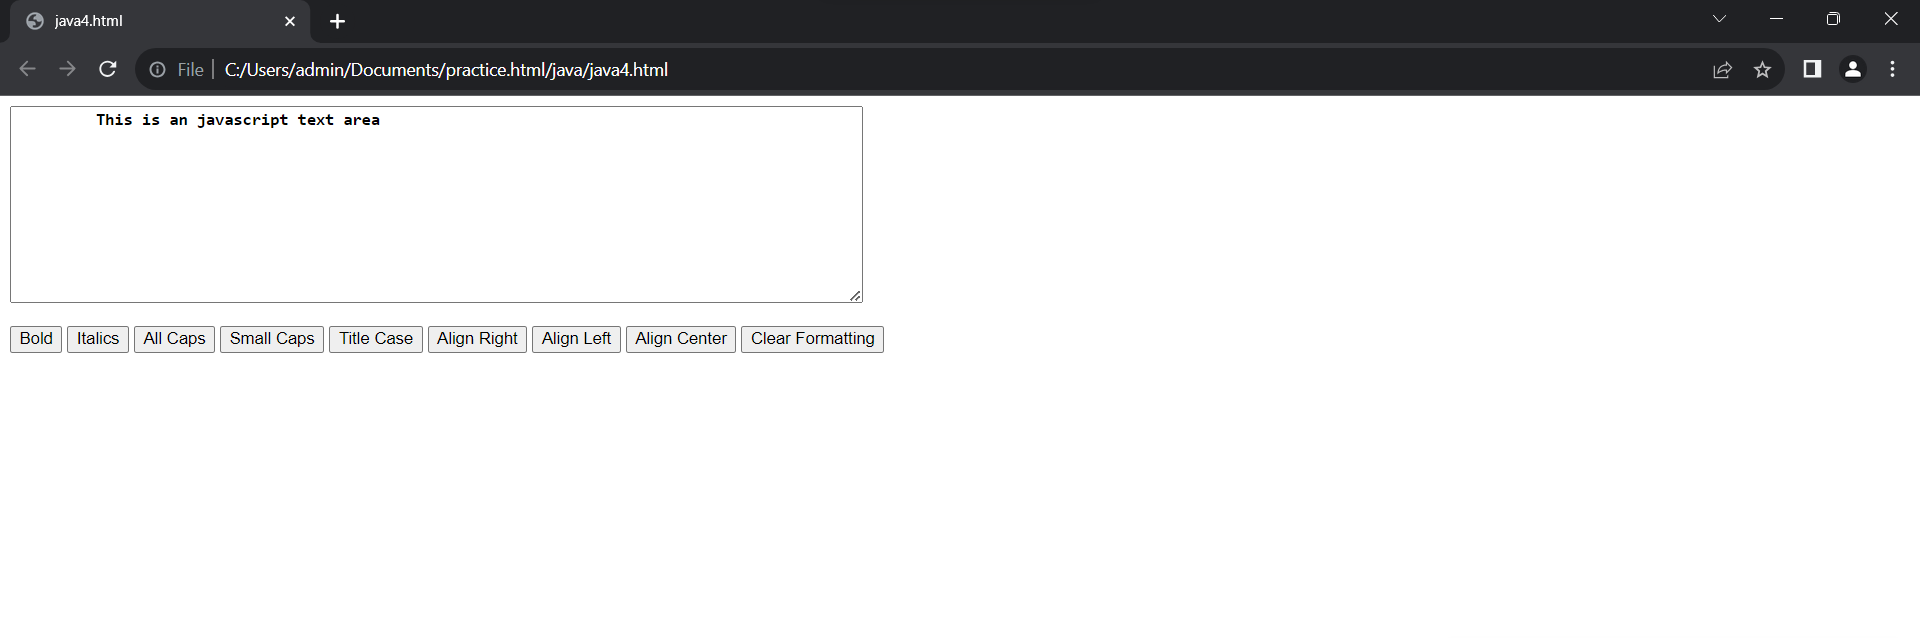 java4.html
File | C:/Users/admin/Documents/practice.html/java/java4.html
This is an javascript text area
Bold Italics All Caps Small Caps Title Case Align Right Align Left Align Center Clear Formatting